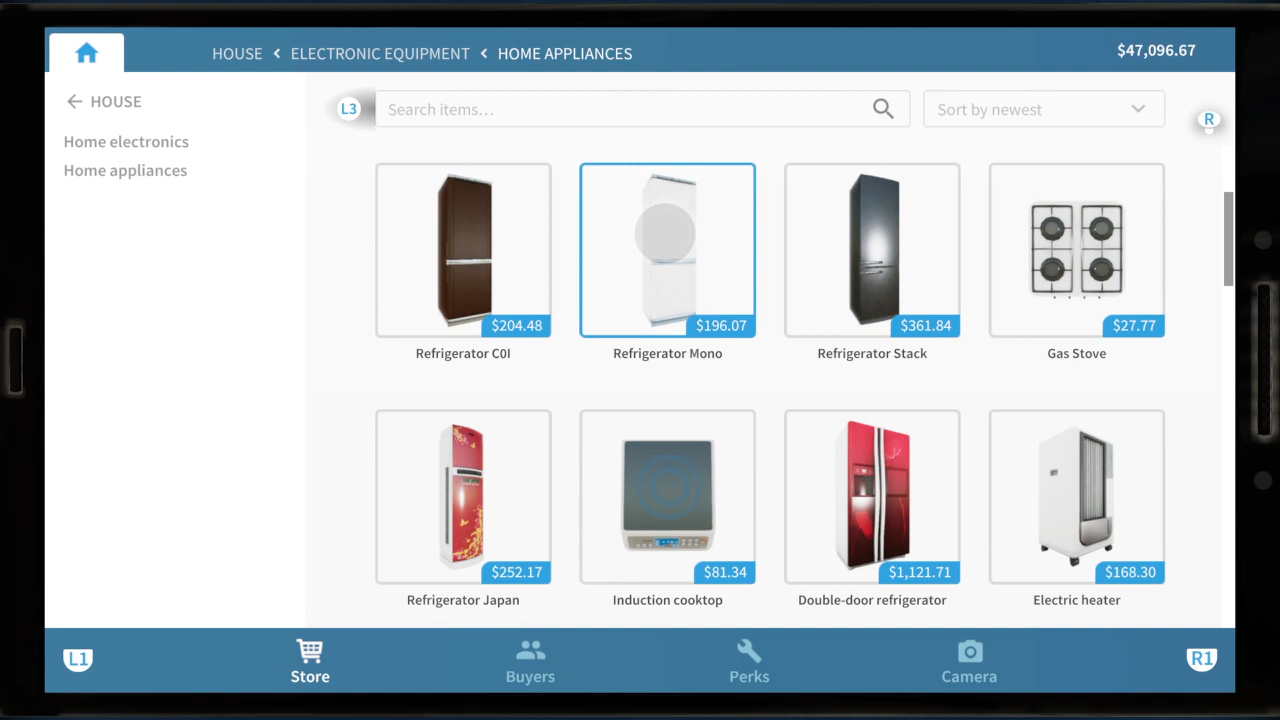 HOUSE < ELECTRONIC EQUIPMENT < HOME APPLIANCES
$47,096.67
← HOUSE
Home electronics
Home appliances
L3
Search items...
Sort by newest
R
$204.48
$196.07
$361.84
$27.77
Refrigerator C0I
Refrigerator Mono
Refrigerator Stack
Gas Stove
$252.17
$81.34
$1,121.71
$168.30
Refrigerator Japan
Induction cooktop
Double-door refrigerator
Electric heater
L1
Store
Buyers
Perks
Camera
R1